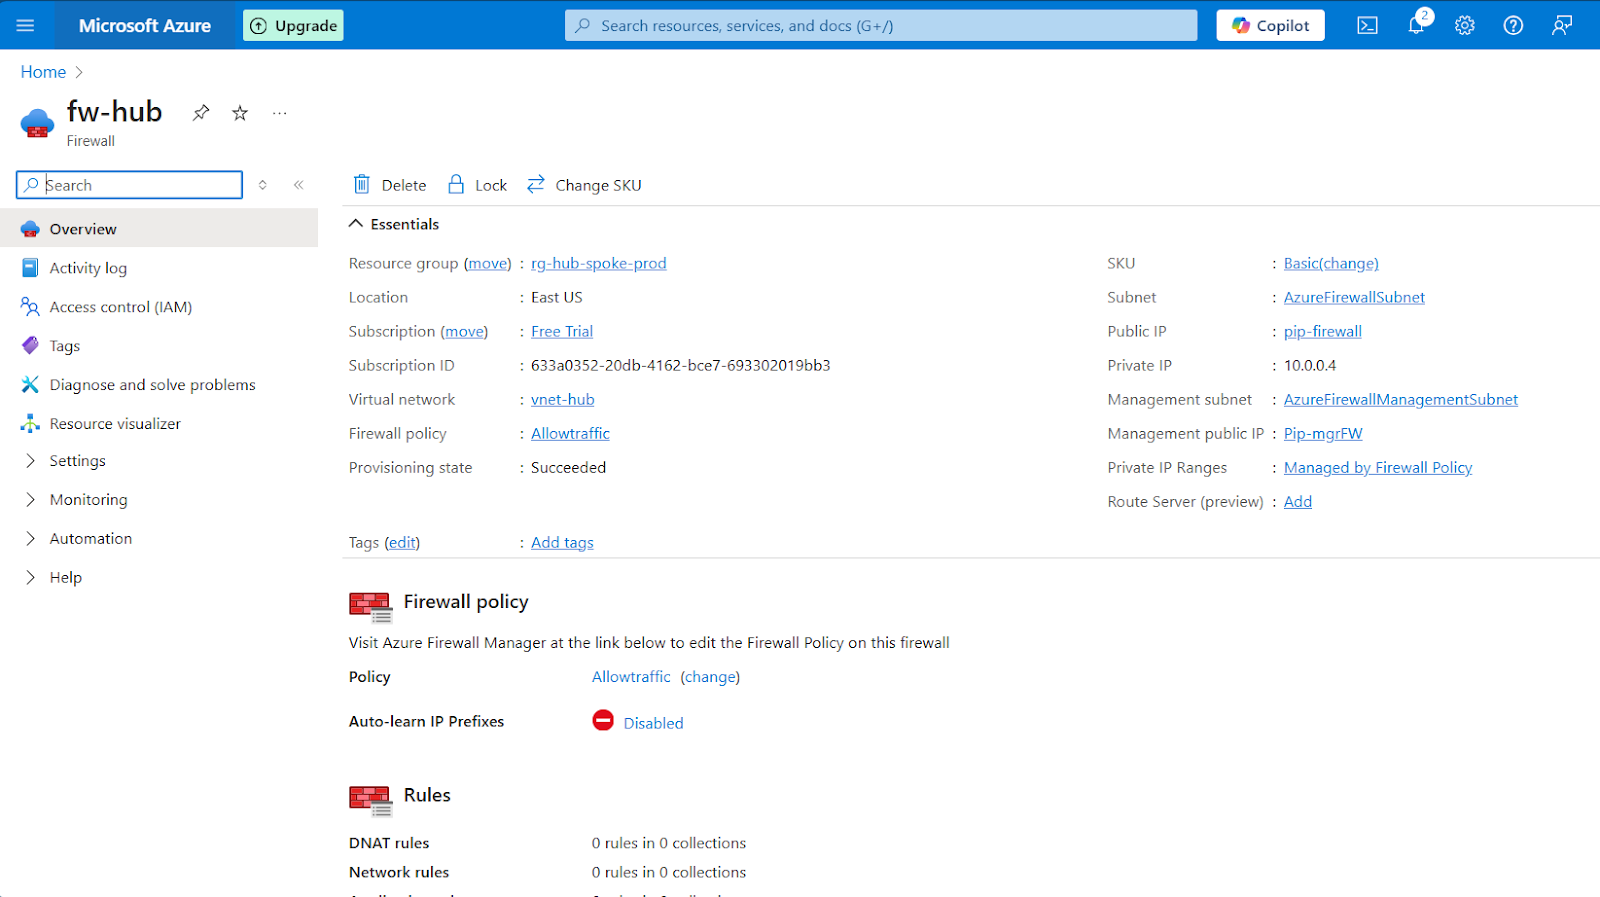 Microsoft Azure
Upgrade
Search resources, services, and docs (G+/)
Copilot
2
Home
fw-hub
Firewall
Search
Overview
Activity log
Access control (IAM)
Tags
Diagnose and solve problems
Resource visualizer
Settings
Monitoring
Automation
Help
Delete
Lock
Change SKU
Essentials
Resource group (move) : rg-hub-spoke-prod
Location : East US
Subscription (move) : Free Trial
Subscription ID : 633a0352-20db-4162-bce7-693302019bb3
Virtual network : vnet-hub
Firewall policy : Allowtraffic
Provisioning state : Succeeded
SKU : Basic(change)
Subnet : AzureFirewallSubnet
Public IP : pip-firewall
Private IP : 10.0.0.4
Management subnet : AzureFirewallManagementSubnet
Management public IP : Pip-mgrFW
Private IP Ranges : Managed by Firewall Policy
Route Server (preview) : Add
Tags (edit) : Add tags
Firewall policy
Visit Azure Firewall Manager at the link below to edit the Firewall Policy on this firewall
Policy Allowtraffic (change)
Auto-learn IP Prefixes Disabled
Rules
DNAT rules 0 rules in 0 collections
Network rules 0 rules in 0 collections